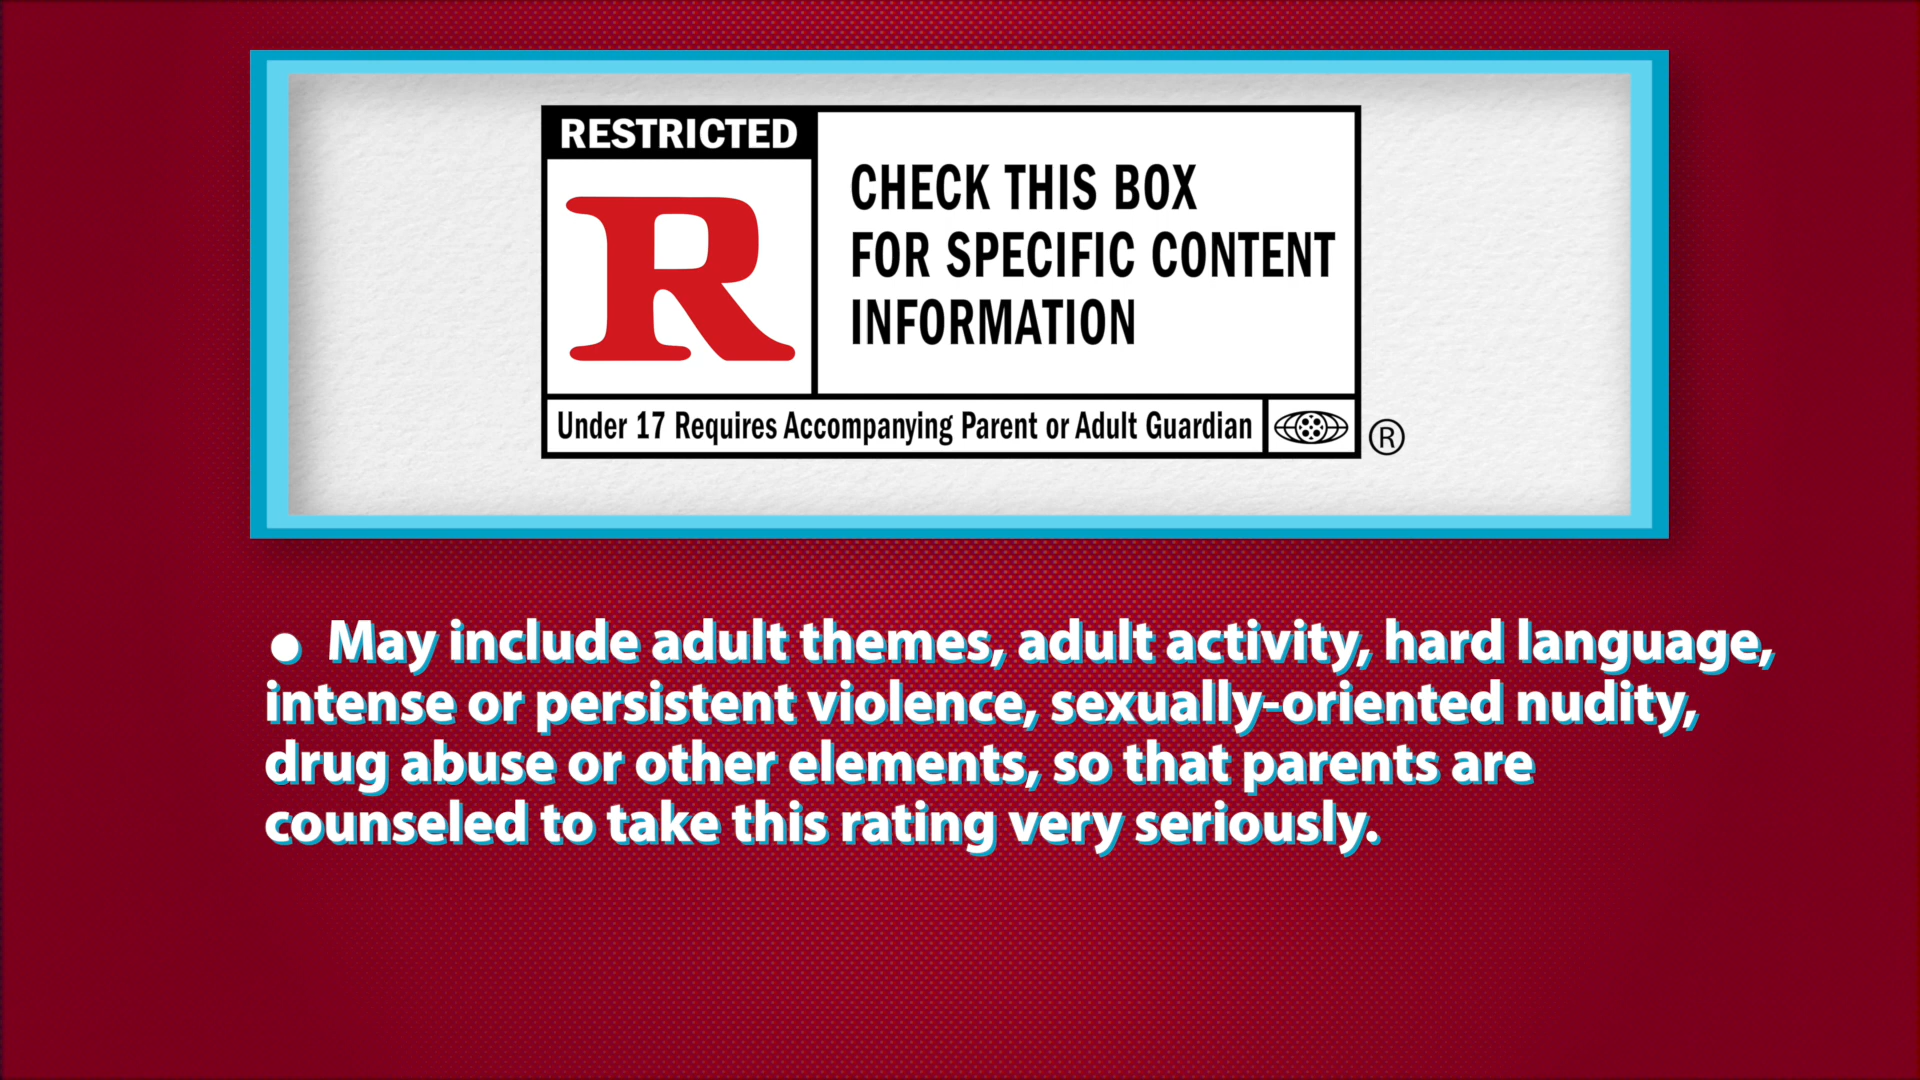 RESTRICTED
R
CHECK THIS BOX
FOR SPECIFIC CONTENT
INFORMATION
Under 17 Requires Accompanying Parent or Adult Guardian
®
● May include adult themes, adult activity, hard language,
intense or persistent violence, sexually-oriented nudity,
drug abuse or other elements, so that parents are
counseled to take this rating very seriously.